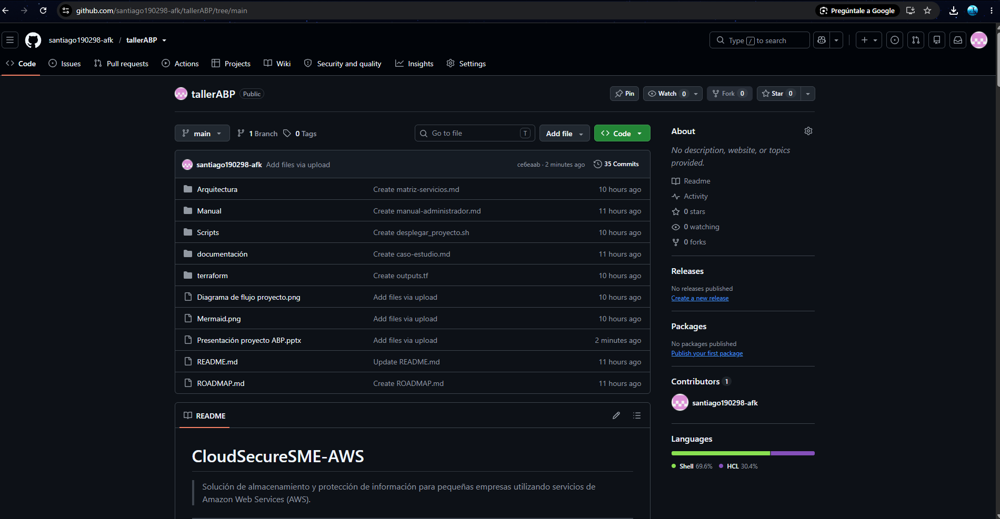 github.com/santiago190298-afk/tallerABP/tree/main
Pregúntale a Google
santiago190298-afk / tallerABP
Type / to search
Code
Issues
Pull requests
Actions
Projects
Wiki
Security and quality
Insights
Settings
tallerABP Public
Pin
Watch 0
Fork 0
Star 0
main
1 Branch
0 Tags
Go to file T
Add file
Code
santiago190298-afk Add files via upload ce6eaab · 2 minutes ago 35 Commits
Arquitectura Create matriz-servicios.md 10 hours ago
Manual Create manual-administrador.md 11 hours ago
Scripts Create desplegar_proyecto.sh 10 hours ago
documentación Create caso-estudio.md 11 hours ago
terraform Create outputs.tf 10 hours ago
Diagrama de flujo proyecto.png Add files via upload 10 hours ago
Mermaid.png Add files via upload 10 hours ago
Presentación proyecto ABP.pptx Add files via upload 2 minutes ago
README.md Update README.md 11 hours ago
ROADMAP.md Create ROADMAP.md 11 hours ago
README
CloudSecureSME-AWS
Solución de almacenamiento y protección de información para pequeñas empresas utilizando servicios de
Amazon Web Services (AWS).
About
No description, website, or topics
provided.
Readme
Activity
0 stars
0 watching
0 forks
Releases
No releases published
Create a new release
Packages
No packages published
Publish your first package
Contributors 1
santiago190298-afk
Languages
Shell 69.6% HCL 30.4%